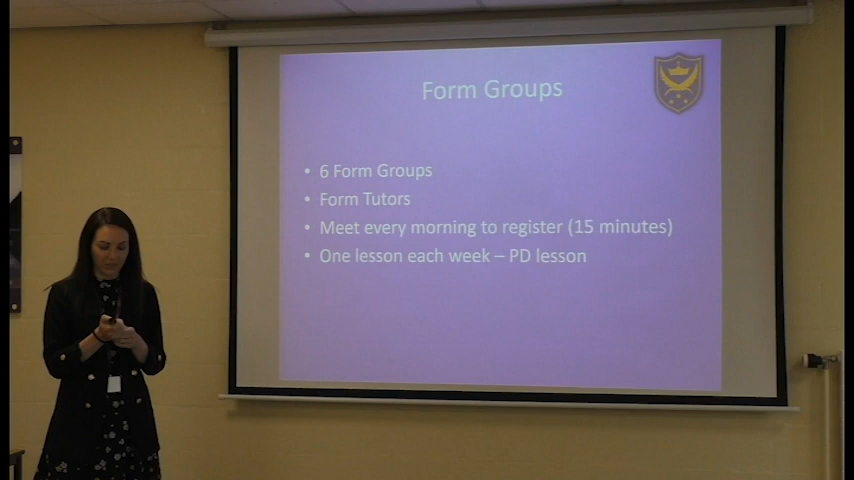 Form Groups
• 6 Form Groups
• Form Tutors
• Meet every morning to register (15 minutes)
• One lesson each week – PD lesson